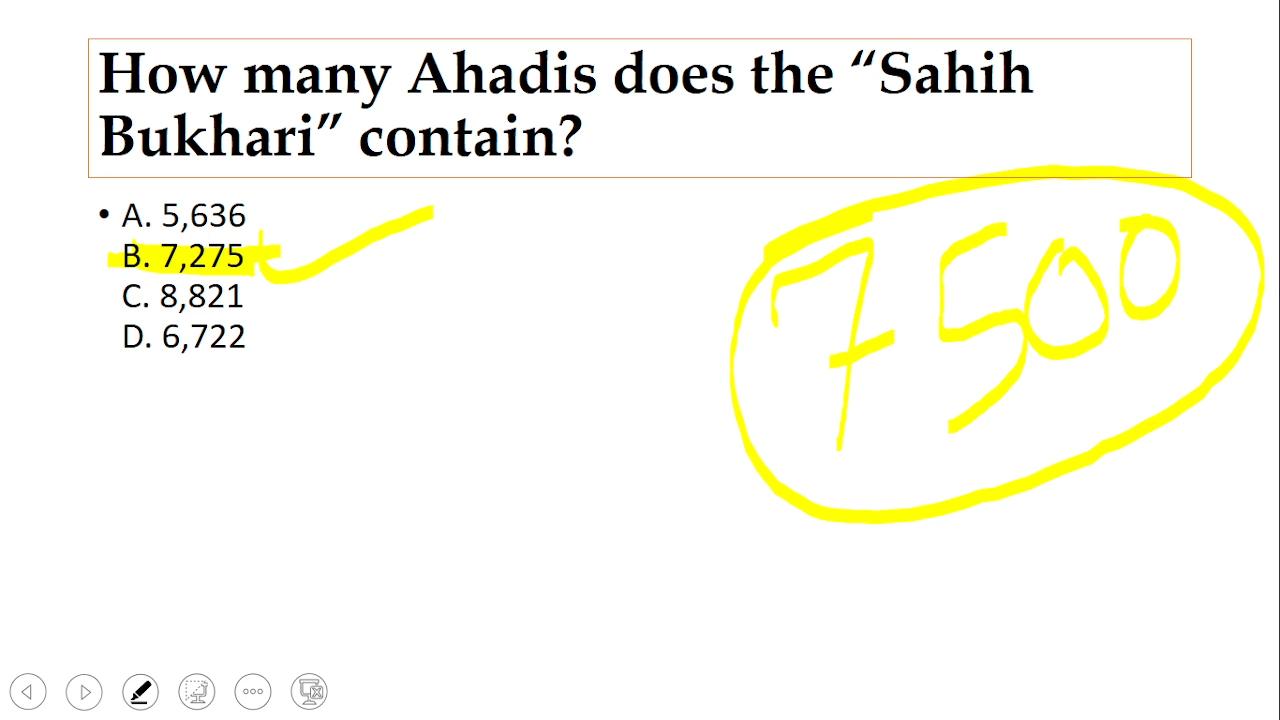 How many Ahadis does the “Sahih
Bukhari” contain?
• A. 5,636
B. 7,275
C. 8,821
D. 6,722
7500